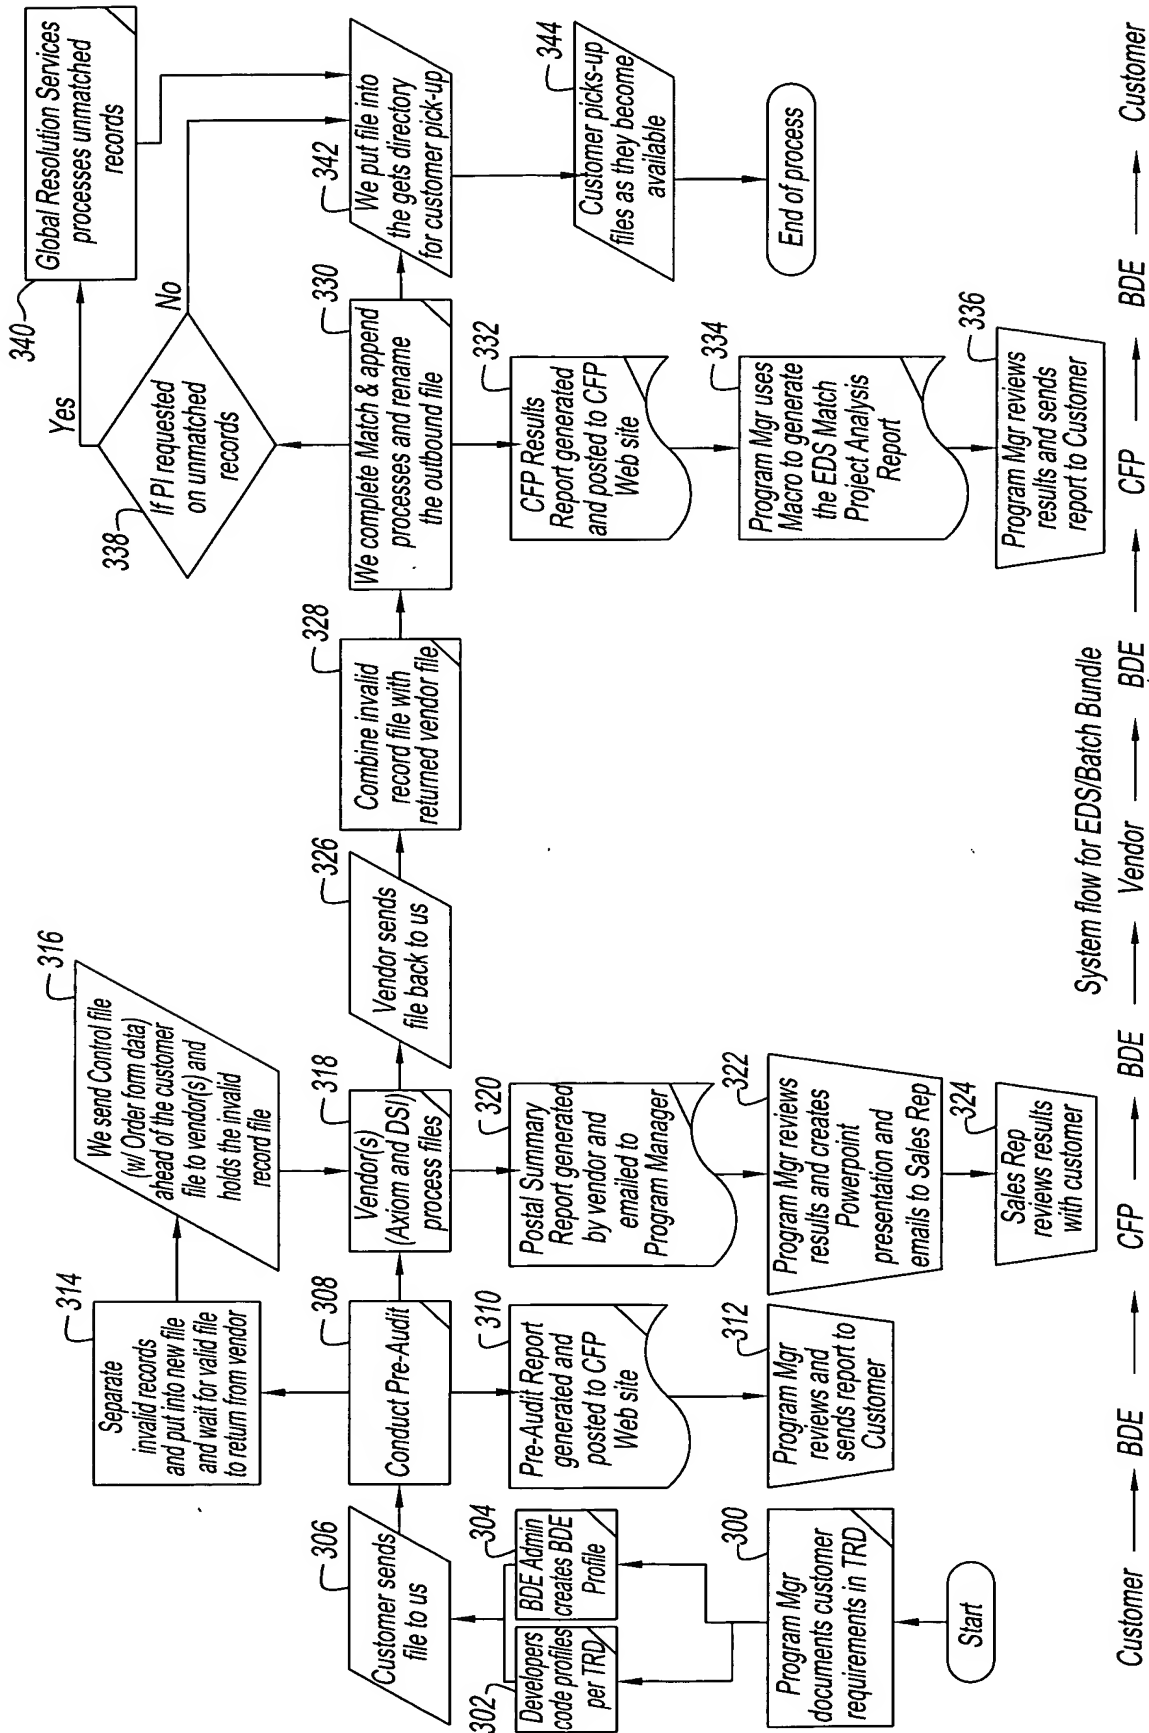 Start
300
Program Mgr
documents customer
requirements in TRD
302
Developers
code profiles
per TRD
304
BDE Admin
creates BDE
Profile
306
Customer sends
file to us
308
Conduct Pre-Audit
310
Pre-Audit Report
generated and
posted to CFP
Web site
312
Program Mgr
reviews and
sends report to
Customer
314
Separate
invalid records
and put into new file
and wait for valid file
to return from vendor
316
We send Control file
(w/ Order form data)
ahead of the customer
file to vendor(s) and
holds the invalid
record file
318
Vendor(s)
(Axiom and DSI)
process files
320
Postal Summary
Report generated
by vendor and
emailed to
Program Manager
322
Program Mgr reviews
results and creates
Powerpoint
presentation and
emails to Sales Rep
324
Sales Rep
reviews results
with customer
326
Vendor sends
file back to us
328
Combine invalid
record file with
returned vendor file
330
We complete Match & append
processes and rename
the outbound file
332
CFP Results
Report generated
and posted to CFP
Web site
334
Program Mgr uses
Macro to generate
the EDS Match
Project Analysis
Report
336
Program Mgr reviews
results and sends
report to Customer
338
If PI requested
on unmatched
records
Yes
No
340
Global Resolution Services
processes unmatched
records
342
We put file into
the gets directory
for customer pick-up
344
Customer picks-up
files as they become
available
End of process
System flow for EDS/Batch Bundle
Customer BDE CFP BDE Vendor BDE CFP BDE Customer